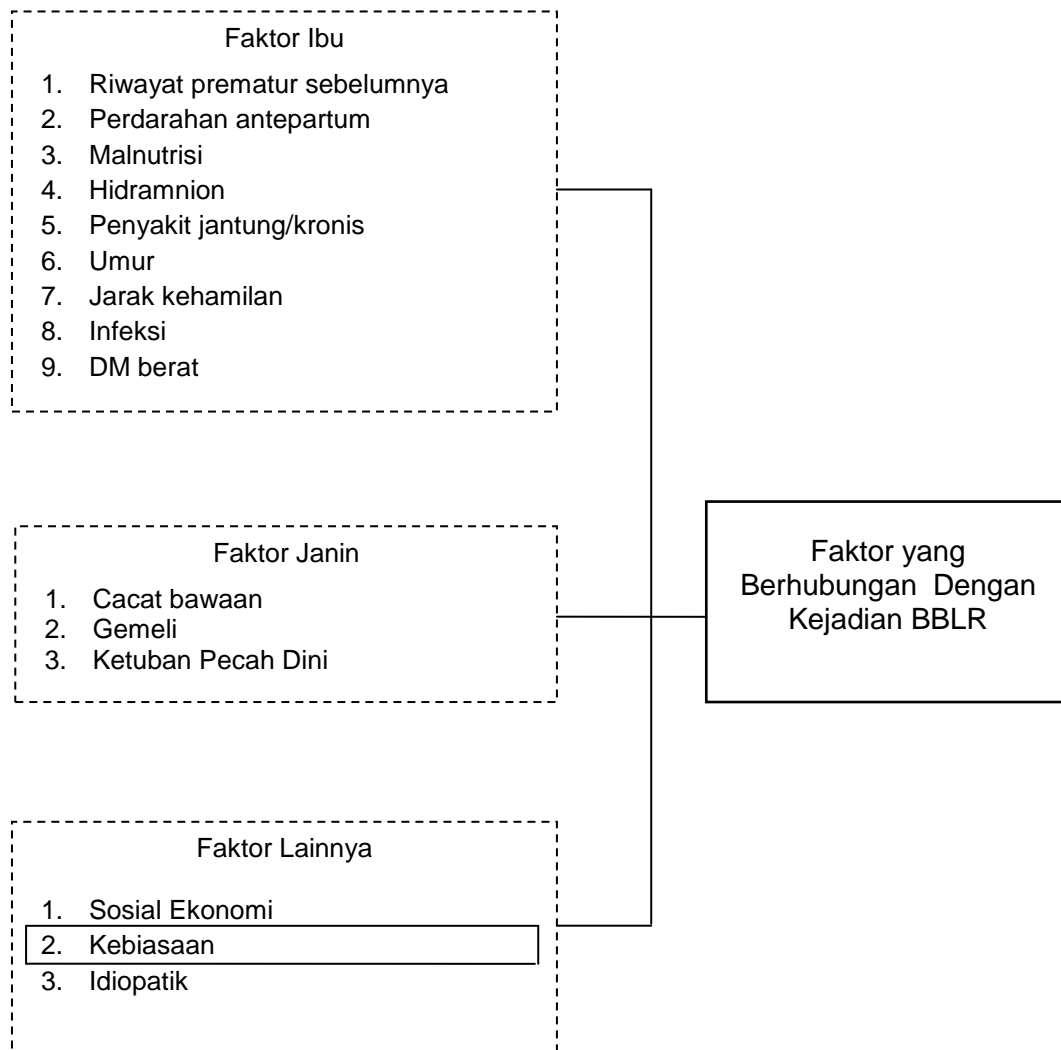 Faktor Ibu
1. Riwayat prematur sebelumnya
2. Perdarahan antepartum
3. Malnutrisi
4. Hidramnion
5. Penyakit jantung/kronis
6. Umur
7. Jarak kehamilan
8. Infeksi
9. DM berat
Faktor Janin
1. Cacat bawaan
2. Gemeli
3. Ketuban Pecah Dini
Faktor yang
Berhubungan Dengan
Kejadian BBLR
Faktor Lainnya
1. Sosial Ekonomi
2. Kebiasaan
3. Idiopatik